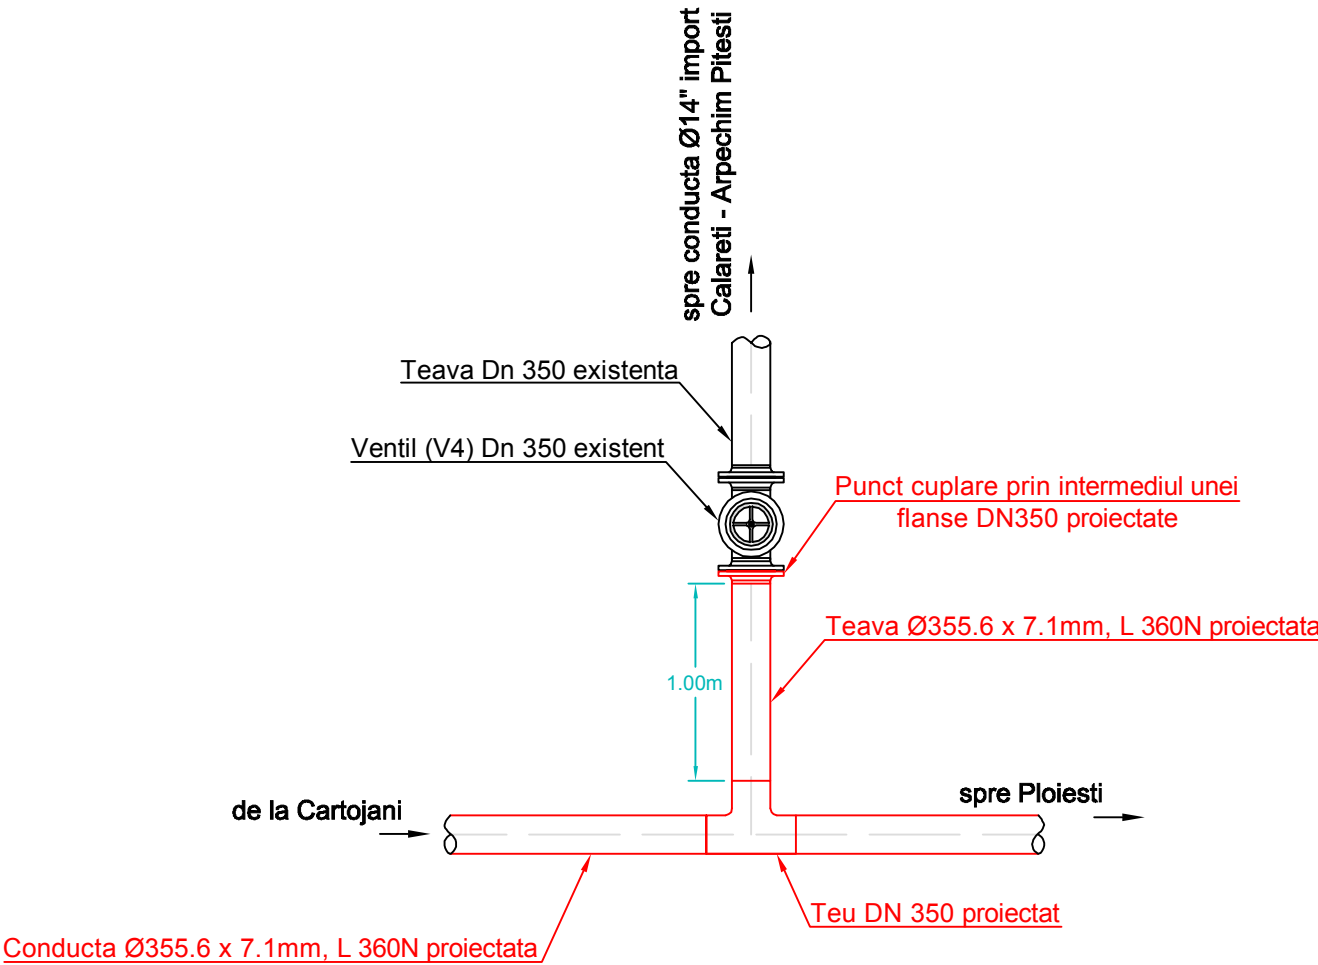 spre conducta Ø14" import
Calareti - Arpechim Pitesti
Teava Dn 350 existenta
Ventil (V4) Dn 350 existent
Punct cuplare prin intermediul unei
flanse DN350 proiectate
Teava Ø355.6 x 7.1mm, L 360N proiectata
1.00m
de la Cartojani
spre Ploiesti
Teu DN 350 proiectat
Conducta Ø355.6 x 7.1mm, L 360N proiectata